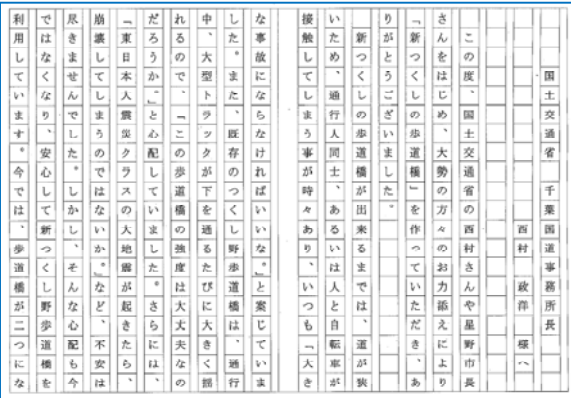 国土交通省　千葉国道事務所長
西村　政洋　様へ
この度、国土交通省の西村さんや星野市長
さんをはじめ、大勢の方々のお力添えにより
「新つくしの歩道橋」を作っていただき、あ
りがとうございました。
新つくしの歩道橋が出来るまでは、道が狭
いため、通行人同士、あるいは人と自転車が
接触してしまう事が時々あり、いつも「大き
な事故にならなければいいな。」と案じていま
した。また、既存のつくし野歩道橋は、通行
中、大型トラックが下を通るたびに大きく揺
れるので、「この歩道橋の強度は大丈夫なの
だろうか。」と心配していました。さらには、
「東日本大震災クラスの大地震が起きたら、
崩壊してしまうのではないか。」など、不安は
尽きませんでした。しかし、そんな心配も今
ではなくなり、安心して新つくし野歩道橋を
利用しています。今では、歩道橋が二つにな